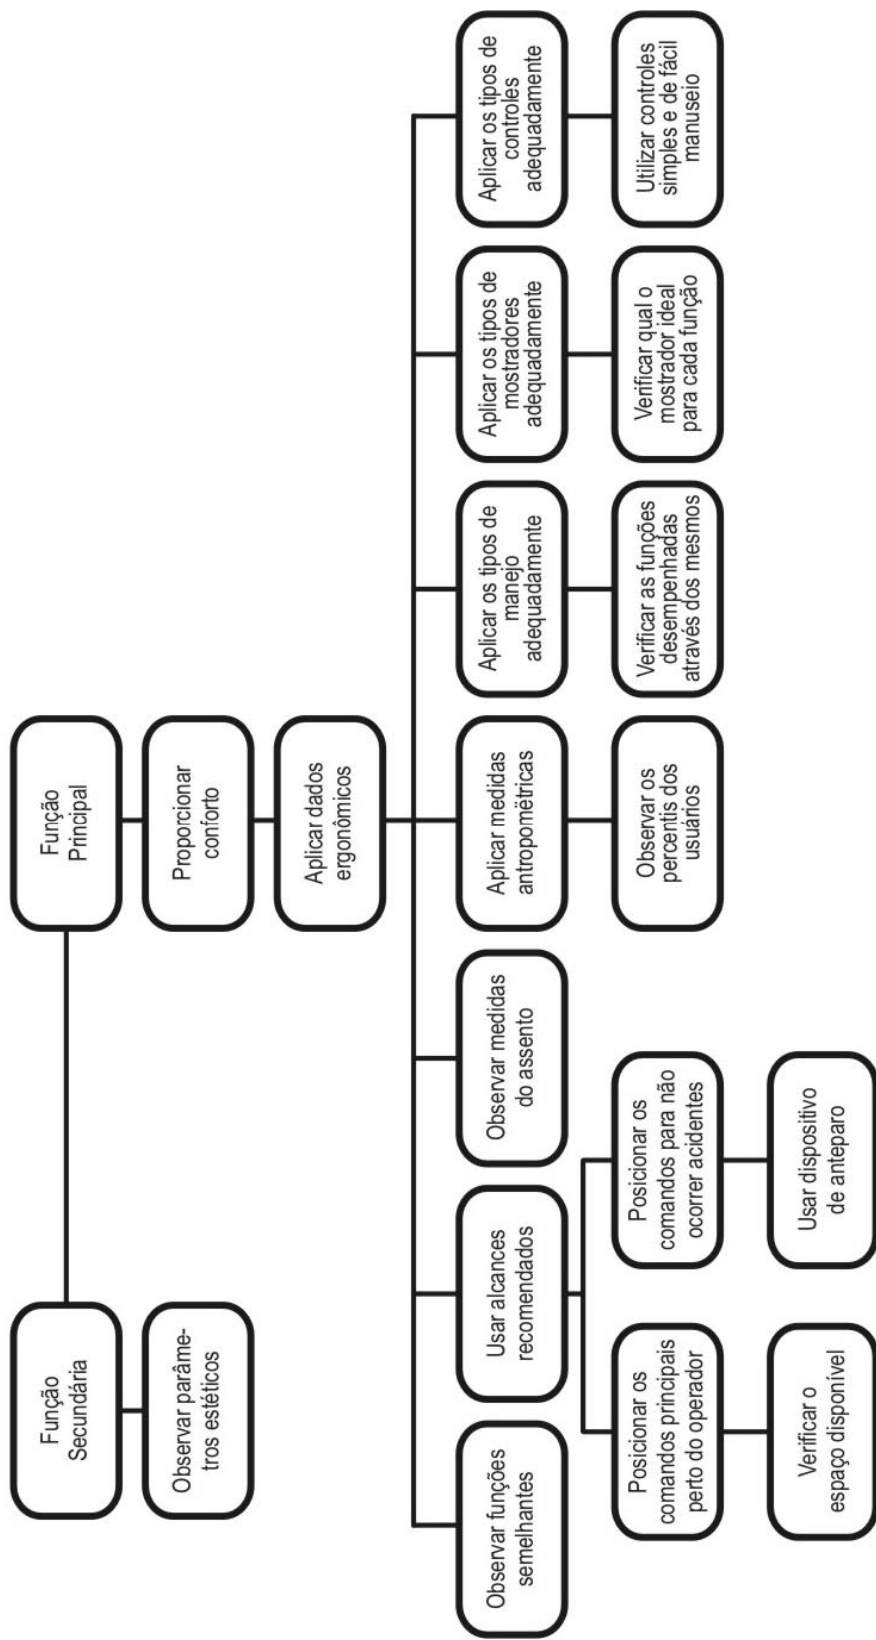 Função
Secundária
Função
Principal
Observar parâme-
tros estéticos
Proporcionar
conforto
Aplicar dados
ergonômicos
Observar funções
semelhantes
Usar alcances
recomendados
Observar medidas
do assento
Aplicar medidas
antropomëtricas
Aplicar os tipos de
manejo
adequadamente
Aplicar os tipos de
mostradores
adequadamente
Aplicar os tipos de
controles
adequadamente
Posicionar os
comandos principais
perto do operador
Posicionar os
comandos para não
ocorrer acidentes
Observar os
percentis dos
usuários
Verificar as funções
desempenhadas
através dos mesmos
Verificar qual o
mostrador ideal
para cada função
Utilizar controles
simples e de fácil
manuseio
Verificar o
espaço disponível
Usar dispositivo
de anteparo